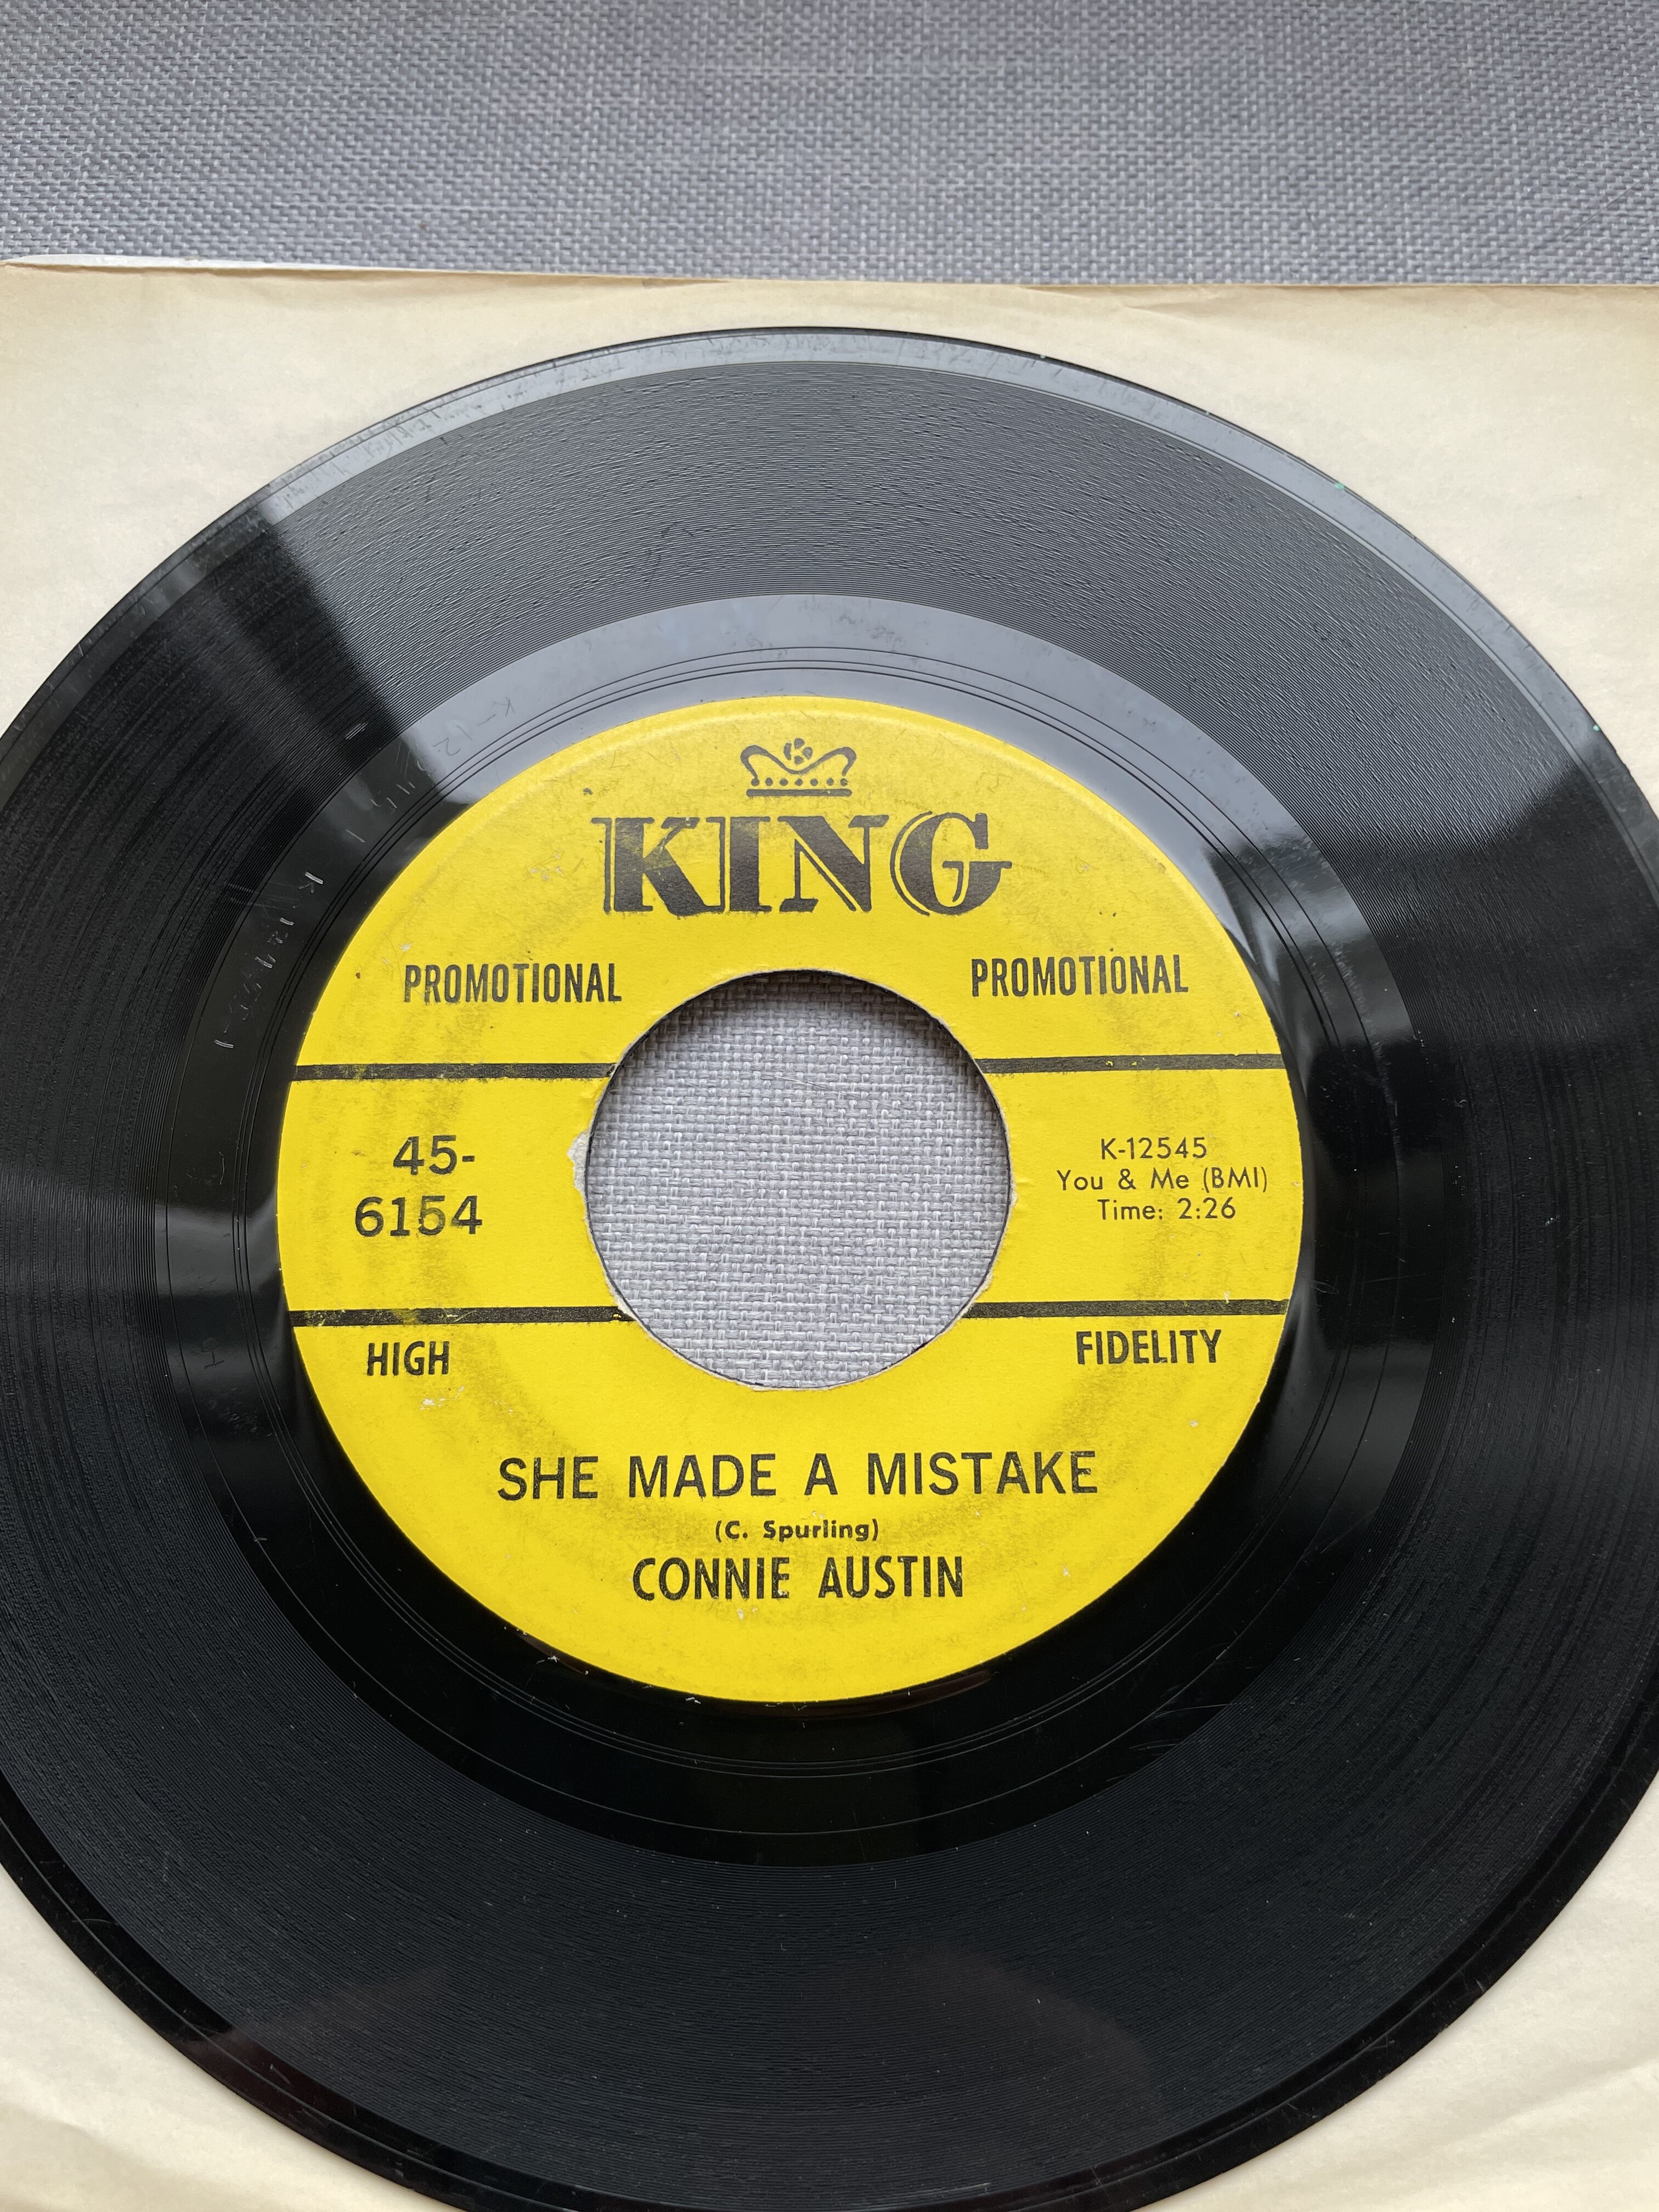 KING
PROMOTIONAL PROMOTIONAL
45-
6154
K-12545
You & Me (BMI)
Time: 2:26
HIGH FIDELITY
SHE MADE A MISTAKE
(C. Spurling)
CONNIE AUSTIN